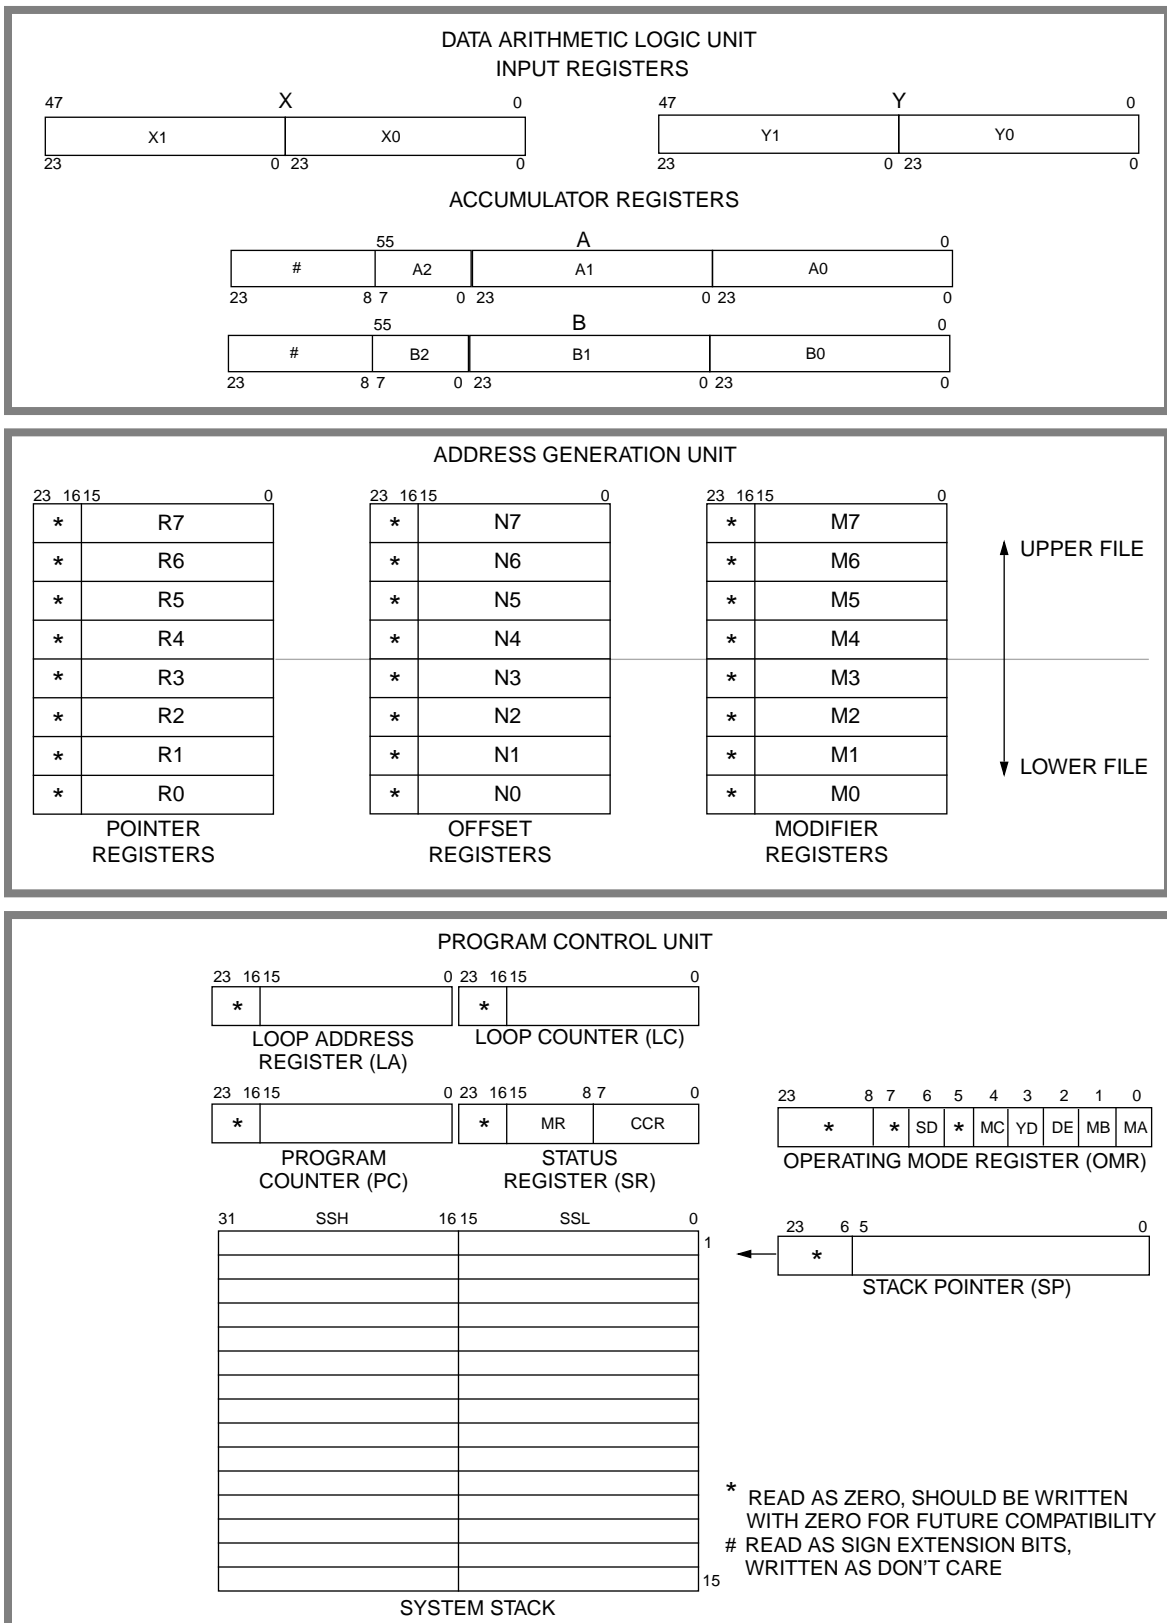 DATA ARITHMETIC LOGIC UNIT
INPUT REGISTERS
47 X 0 47 Y 0
X1 X0 Y1 Y0
23 0 23 0 23 0 23 0
ACCUMULATOR REGISTERS
55 A 0
# A2 A1 A0
23 8 7 0 23 0 23 0
55 B 0
# B2 B1 B0
23 8 7 0 23 0 23 0
ADDRESS GENERATION UNIT
23 16 15 0 23 16 15 0 23 16 15 0
* R7 * N7 * M7
* R6 * N6 * M6 UPPER FILE
* R5 * N5 * M5
* R4 * N4 * M4
* R3 * N3 * M3
* R2 * N2 * M2
* R1 * N1 * M1 LOWER FILE
* R0 * N0 * M0
POINTER OFFSET MODIFIER
REGISTERS REGISTERS REGISTERS
PROGRAM CONTROL UNIT
23 16 15 0 23 16 15 0
* *
LOOP ADDRESS LOOP COUNTER (LC)
REGISTER (LA)
23 16 15 0 23 16 15 8 7 0 23 8 7 6 5 4 3 2 1 0
* * MR CCR * * SD * MC YD DE MB MA
PROGRAM STATUS OPERATING MODE REGISTER (OMR)
COUNTER (PC) REGISTER (SR)
31 SSH 16 15 SSL 0 23 6 5 0
1 *
STACK POINTER (SP)
* READ AS ZERO, SHOULD BE WRITTEN
WITH ZERO FOR FUTURE COMPATIBILITY
# READ AS SIGN EXTENSION BITS,
WRITTEN AS DON'T CARE
15
SYSTEM STACK